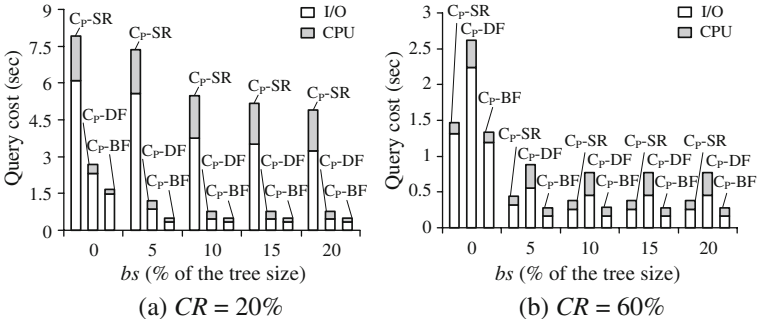 9
7.5
6
4.5
3
1.5
0
Query cost (sec)
I/O
CPU
Cₚ-SR
Cₚ-DF
Cₚ-BF
Cₚ-SR
Cₚ-DF
Cₚ-BF
Cₚ-SR
Cₚ-DF
Cₚ-BF
Cₚ-SR
Cₚ-DF
Cₚ-BF
Cₚ-SR
Cₚ-DF
Cₚ-BF
0 5 10 15 20
bs (% of the tree size)
(a) CR = 20%
3
2.5
2
1.5
1
0.5
0
Query cost (sec)
I/O
CPU
Cₚ-SR
Cₚ-DF
Cₚ-BF
Cₚ-SR
Cₚ-DF
Cₚ-BF
Cₚ-SR
Cₚ-DF
Cₚ-BF
Cₚ-SR
Cₚ-DF
Cₚ-BF
Cₚ-SR
Cₚ-DF
Cₚ-BF
0 5 10 15 20
bs (% of the tree size)
(b) CR = 60%